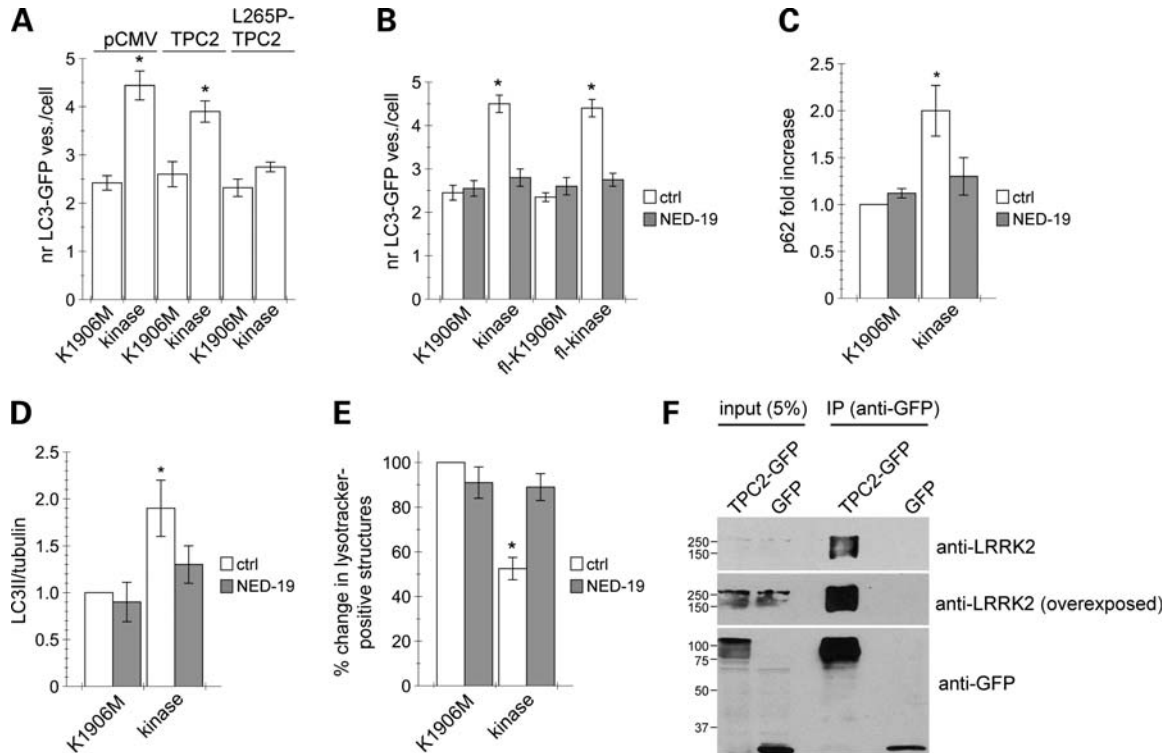 A
pCMV TPC2 L265P-
TPC2
nr LC3-GFP ves./cell
5
4
3
2
1
0
*
*
K1906M kinase K1906M kinase K1906M kinase
B
nr LC3-GFP ves./cell
5
4
3
2
1
0
*
*
K1906M kinase fl-K1906M fl-kinase
ctrl
NED-19
C
p62 fold increase
2.5
2.0
1.5
1.0
0.5
0.0
*
K1906M kinase
ctrl
NED-19
D
LC3II/tubulin
2.5
2.0
1.5
1.0
0.5
0.0
*
K1906M kinase
ctrl
NED-19
E
% change in lysotracker-
positive structures
100
80
60
40
20
0
*
K1906M kinase
ctrl
NED-19
F
input (5%) IP (anti-GFP)
TPC2-GFP GFP TPC2-GFP GFP
250
150
anti-LRRK2
250
150
anti-LRRK2 (overexposed)
100
75
50
37
anti-GFP